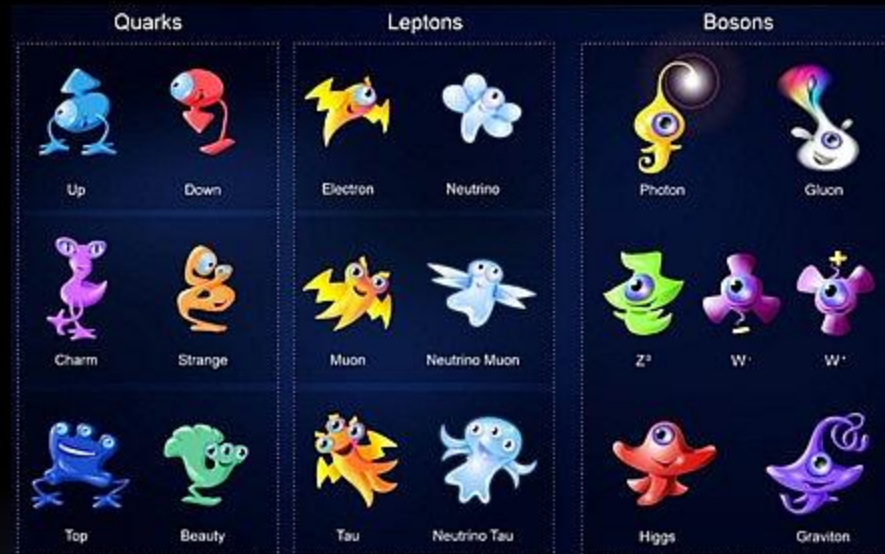 Quarks Leptons Bosons
Up Down Electron Neutrino Photon Gluon
Charm Strange Muon Neutrino Muon Z⁰ W⁻ W⁺
Top Beauty Tau Neutrino Tau Higgs Graviton